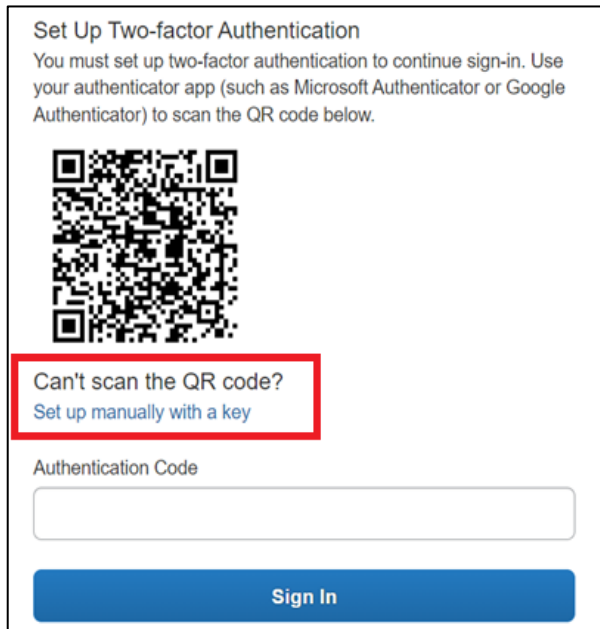 Set Up Two-factor Authentication
You must set up two-factor authentication to continue sign-in. Use
your authenticator app (such as Microsoft Authenticator or Google
Authenticator) to scan the QR code below.
Can't scan the QR code?
Set up manually with a key
Authentication Code
Sign In